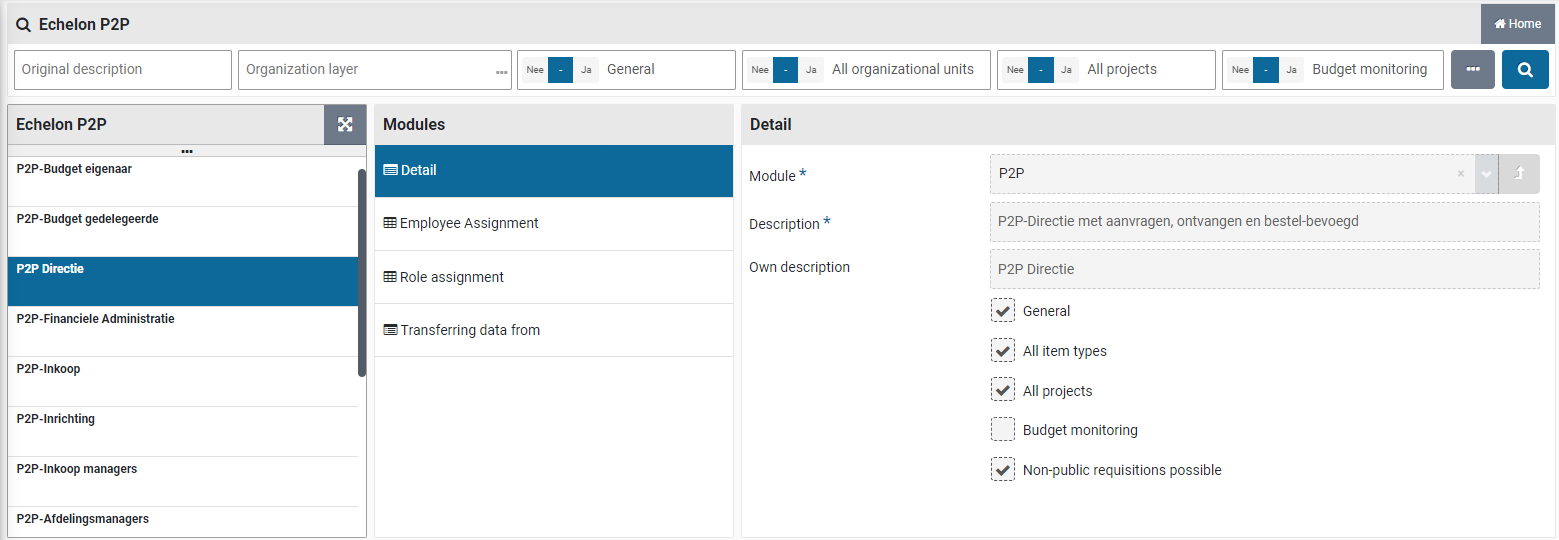 Echelon P2P
Home
Original description
Organization layer
...
Nee - Ja General
Nee - Ja All organizational units
Nee - Ja All projects
Nee - Ja Budget monitoring
...
Echelon P2P
...
P2P-Budget eigenaar
P2P-Budget gedelegeerde
P2P Directie
P2P-Financiele Administratie
P2P-Inkoop
P2P-Inrichting
P2P-Inkoop managers
P2P-Afdelingsmanagers
Modules
Detail
Employee Assignment
Role assignment
Transferring data from
Detail
Module *
P2P ×
Description *
P2P-Directie met aanvragen, ontvangen en bestel-bevoegd
Own description
P2P Directie
General
All item types
All projects
Budget monitoring
Non-public requisitions possible